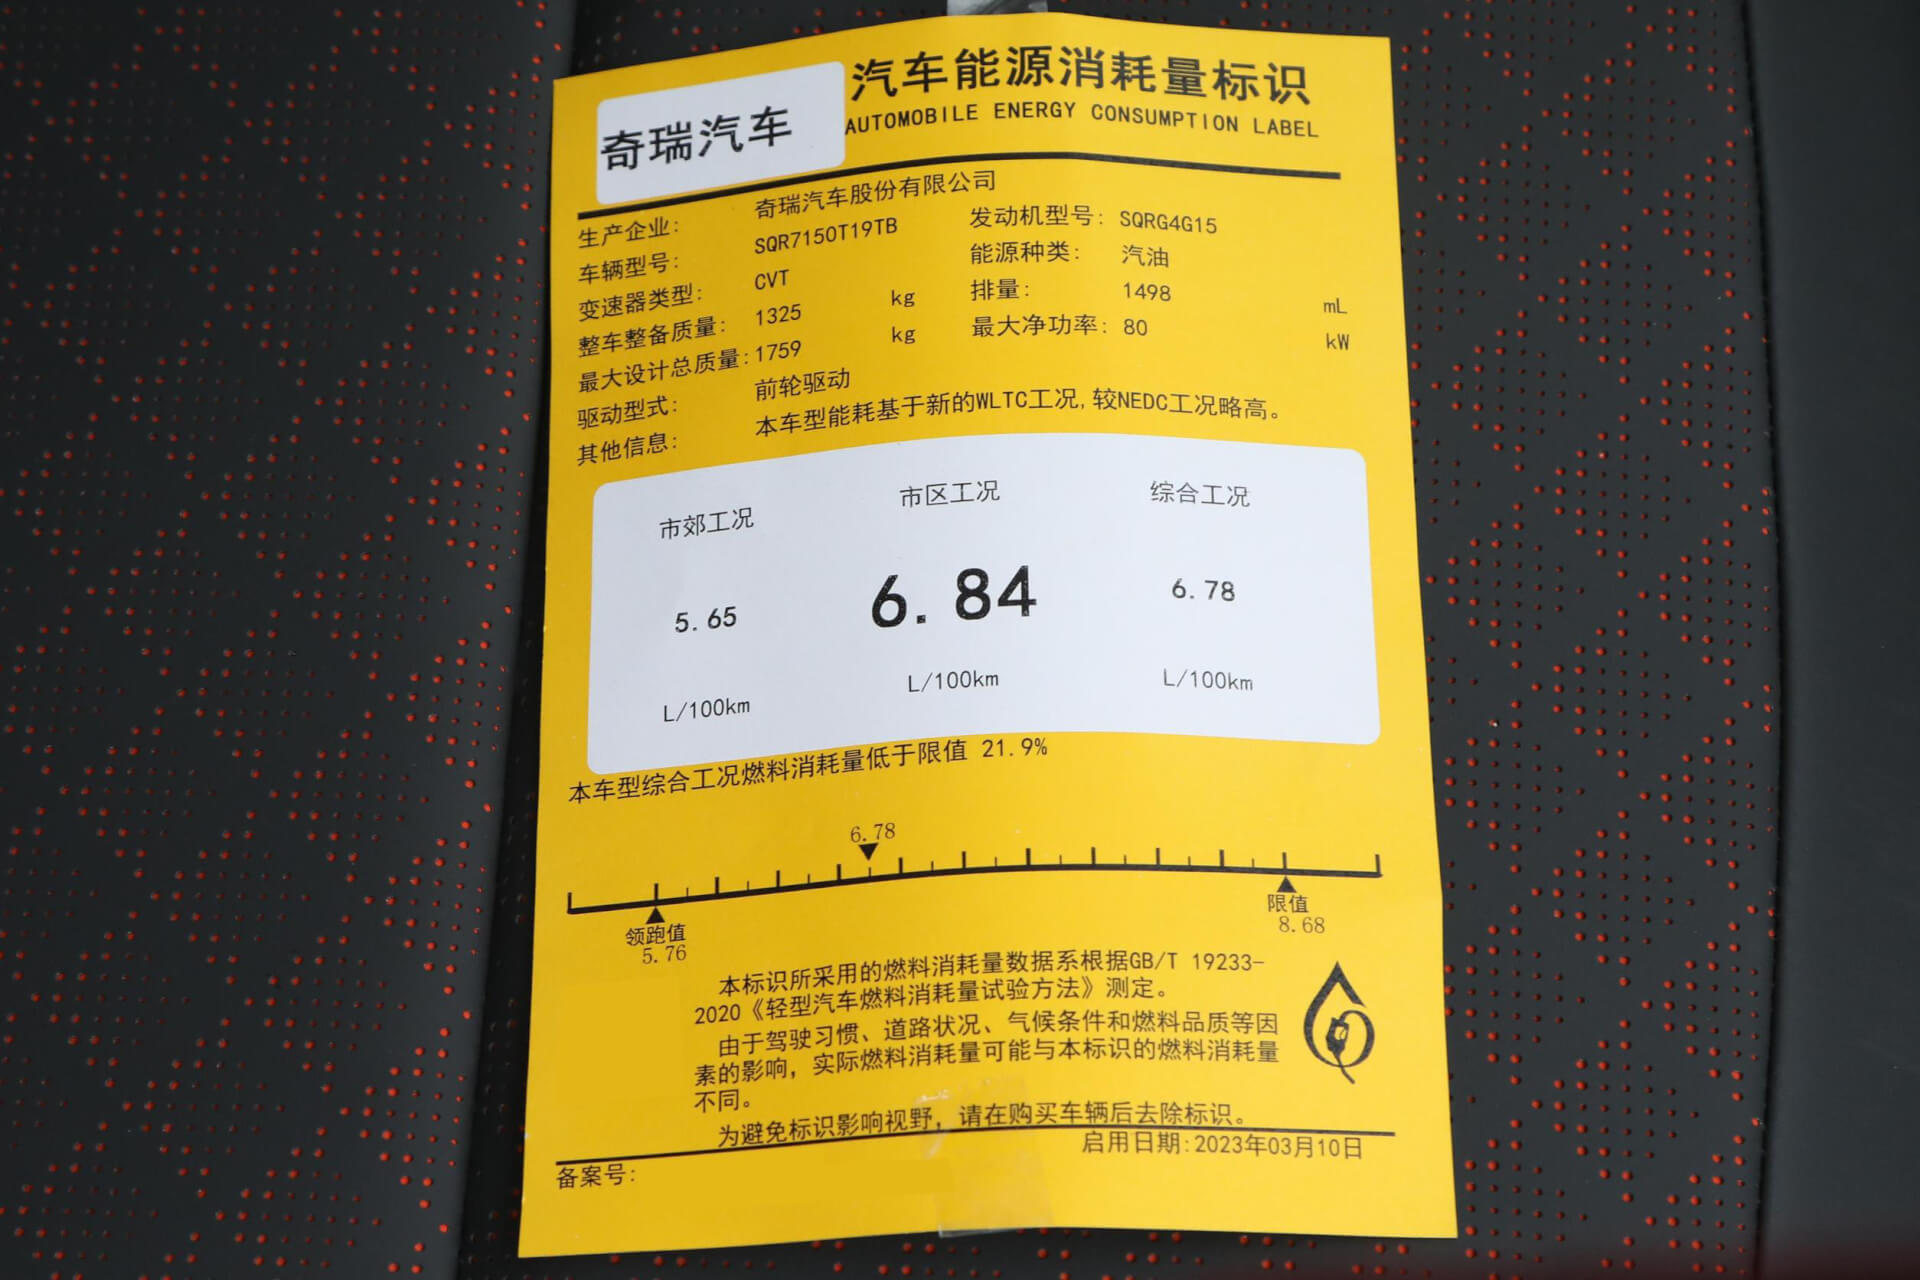 奇瑞汽车
汽车能源消耗量标识
AUTOMOBILE ENERGY CONSUMPTION LABEL
生产企业: 奇瑞汽车股份有限公司
车辆型号: SQR7150T19TB 发动机型号: SQRG4G15
变速器类型: CVT 能源种类: 汽油
整车整备质量: 1325 kg 排量: 1498 mL
最大设计总质量: 1759 kg 最大净功率: 80 kW
驱动型式: 前轮驱动
其他信息: 本车型能耗基于新的WLTC工况,较NEDC工况略高。
市郊工况 市区工况 综合工况
5.65 6.84 6.78
L/100km L/100km L/100km
本车型综合工况燃料消耗量低于限值 21.9%
6.78
领跑值 限值
5.76 8.68
本标识所采用的燃料消耗量数据系根据GB/T 19233-
2020《轻型汽车燃料消耗量试验方法》测定。
由于驾驶习惯、道路状况、气候条件和燃料品质等因
素的影响，实际燃料消耗量可能与本标识的燃料消耗量
不同。
为避免标识影响视野，请在购买车辆后去除标识。
备案号: 启用日期:2023年03月10日